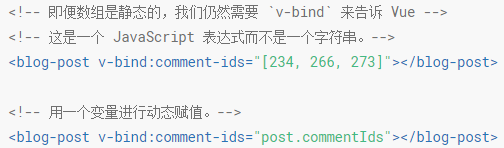 <!-- 即便数组是静态的，我们仍然需要 `v-bind` 来告诉 Vue -->
<!-- 这是一个 JavaScript 表达式而不是一个字符串。-->
<blog-post v-bind:comment-ids="[234, 266, 273]"></blog-post>
<!-- 用一个变量进行动态赋值。-->
<blog-post v-bind:comment-ids="post.commentIds"></blog-post>